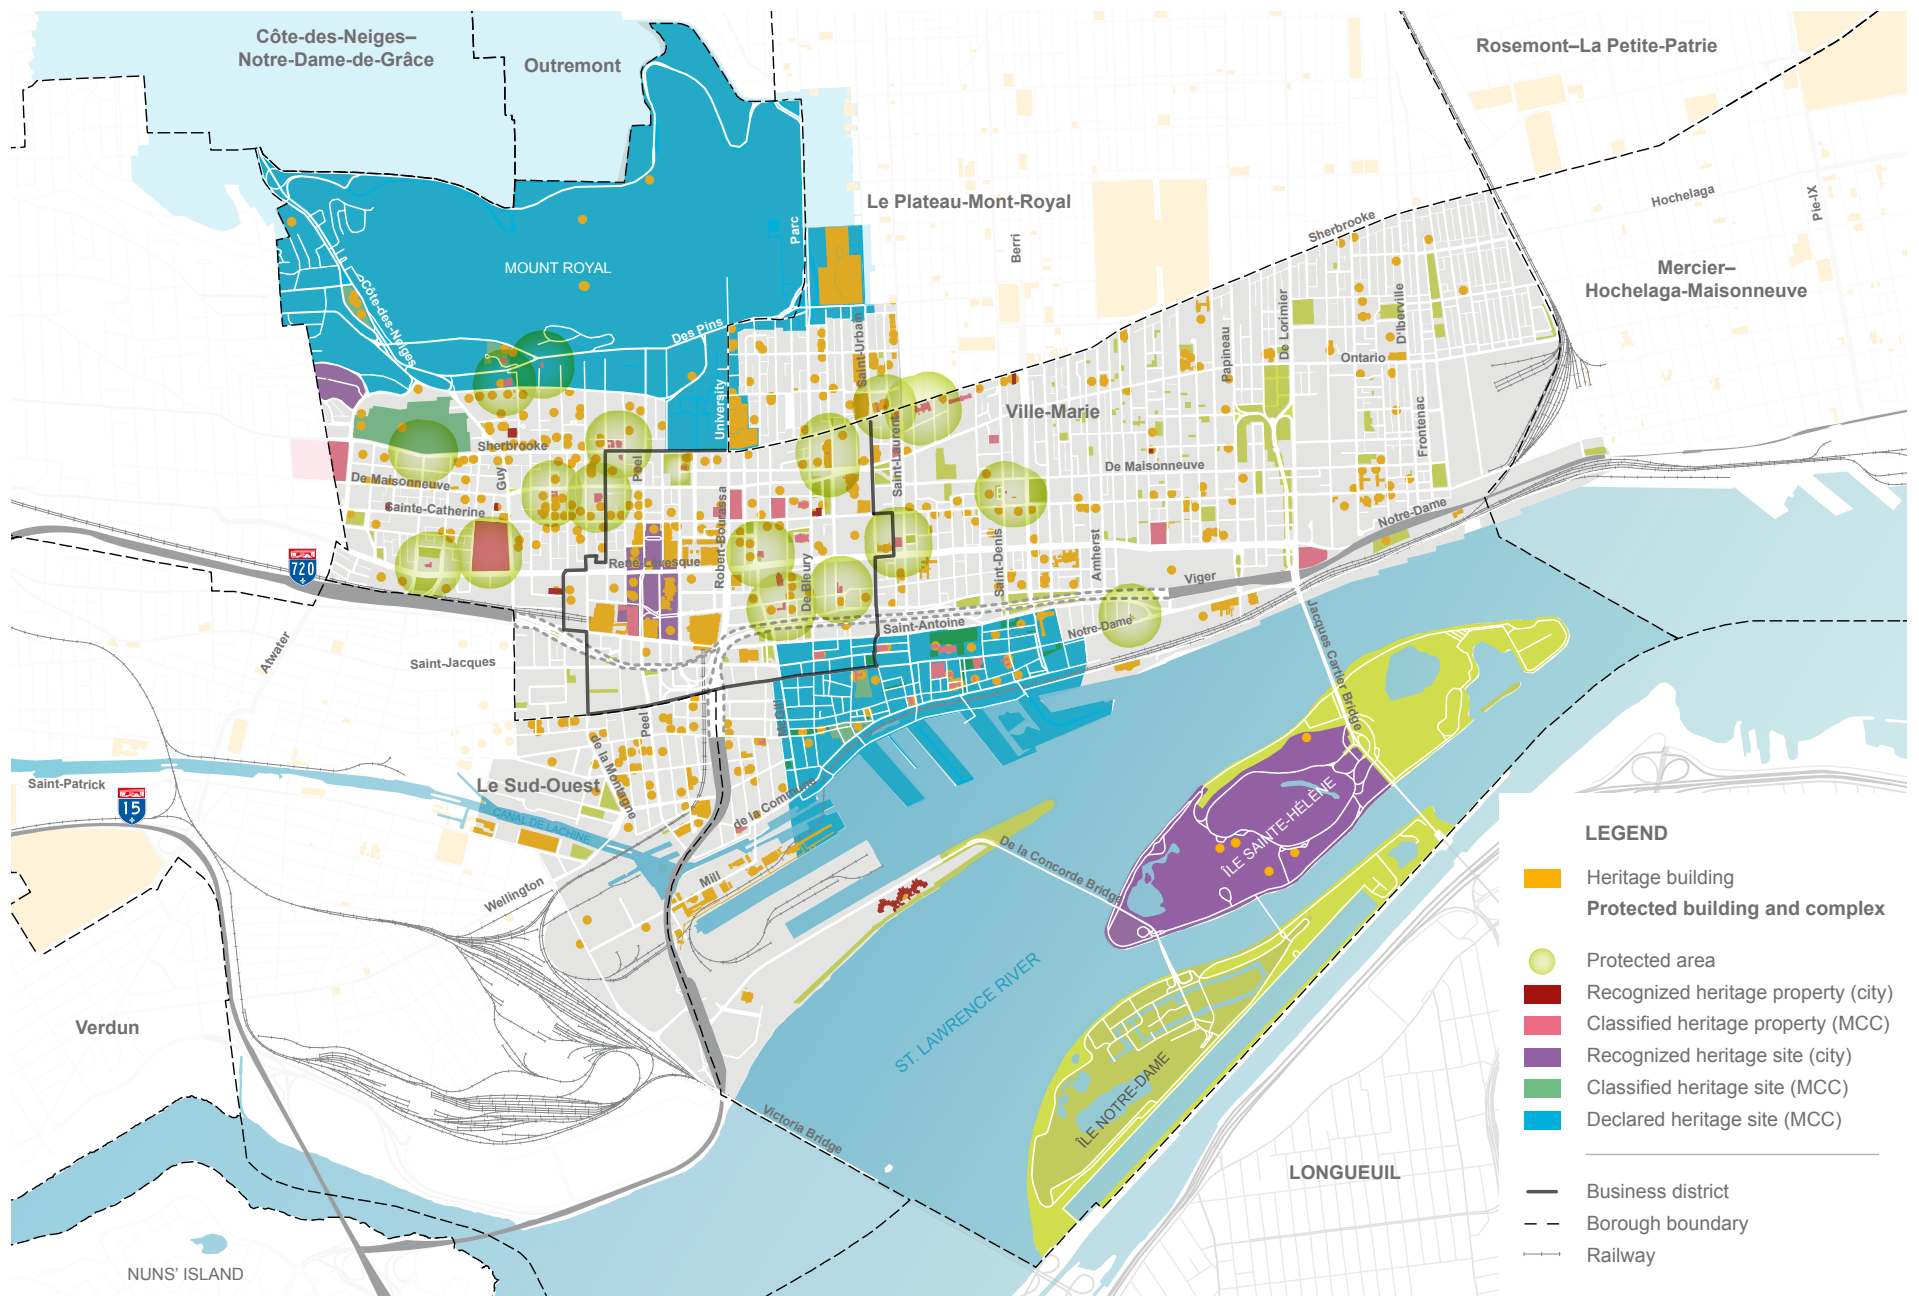 Côte-des-Neiges–
Notre-Dame-de-Grâce
Outremont
Rosemont–La Petite-Patrie
Le Plateau-Mont-Royal
Hochelaga
Pie-IX
Sherbrooke
Berri
Parc
MOUNT ROYAL
Mercier–
Hochelaga-Maisonneuve
Côte-des-Neiges
Des Pins
Saint-Urbain
Papineau
De Lorimier
D'Iberville
Ontario
University
Ville-Marie
Saint-Laurent
Frontenac
Sherbrooke
Guy
Peel
De Maisonneuve
De Maisonneuve
Sainte-Catherine
Robert-Bourassa
Notre-Dame
720
René-Lévesque
De Bleury
Saint-Denis
Amherst
Viger
Saint-Antoine
Notre-Dame
Jacques Cartier Bridge
Atwater
Saint-Jacques
Peel
McGill
de la Montagne
Le Sud-Ouest
Saint-Patrick
15
CANAL DE LACHINE
de la Commune
De la Concorde Bridge
ÎLE SAINTE-HÉLÈNE
Mill
Wellington
ST. LAWRENCE RIVER
Verdun
ÎLE NOTRE-DAME
Victoria Bridge
LONGUEUIL
NUNS' ISLAND
LEGEND
Heritage building
Protected building and complex
Protected area
Recognized heritage property (city)
Classified heritage property (MCC)
Recognized heritage site (city)
Classified heritage site (MCC)
Declared heritage site (MCC)
Business district
Borough boundary
Railway